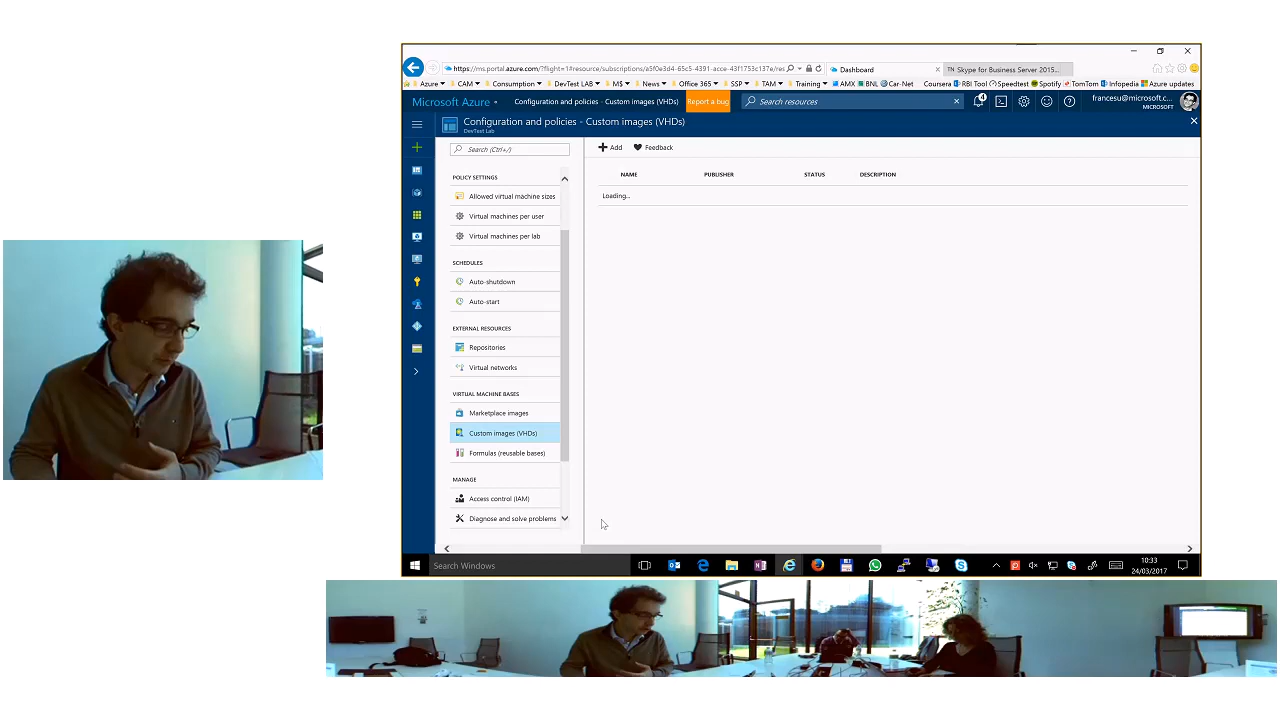 https://ms.portal.azure.com/?flight=1#resource/subscriptions/a5f0e3d4-65c5-4391-acce-43f1753c137e/res
Dashboard
Skype for Business Server 2015...
Azure CAM Consumption DevTest LAB M$ News Office 365 SSP TAM Training AMX BNL Car-Net Coursera RBI Tool Speedtest Spotify TomTom Infopedia Azure updates
Microsoft Azure
Configuration and policies - Custom images (VHDs)
Report a bug
Search resources
4
francesu@microsoft.c...
MICROSOFT
Configuration and policies - Custom images (VHDs)
DevTest Lab
Search (Ctrl+/)
Add
Feedback
POLICY SETTINGS
Allowed virtual machine sizes
Virtual machines per user
Virtual machines per lab
SCHEDULES
Auto-shutdown
Auto-start
EXTERNAL RESOURCES
Repositories
Virtual networks
VIRTUAL MACHINE BASES
Marketplace images
Custom images (VHDs)
Formulas (reusable bases)
MANAGE
Access control (IAM)
Diagnose and solve problems
NAME PUBLISHER STATUS DESCRIPTION
Loading...
Search Windows
10:33
24/03/2017